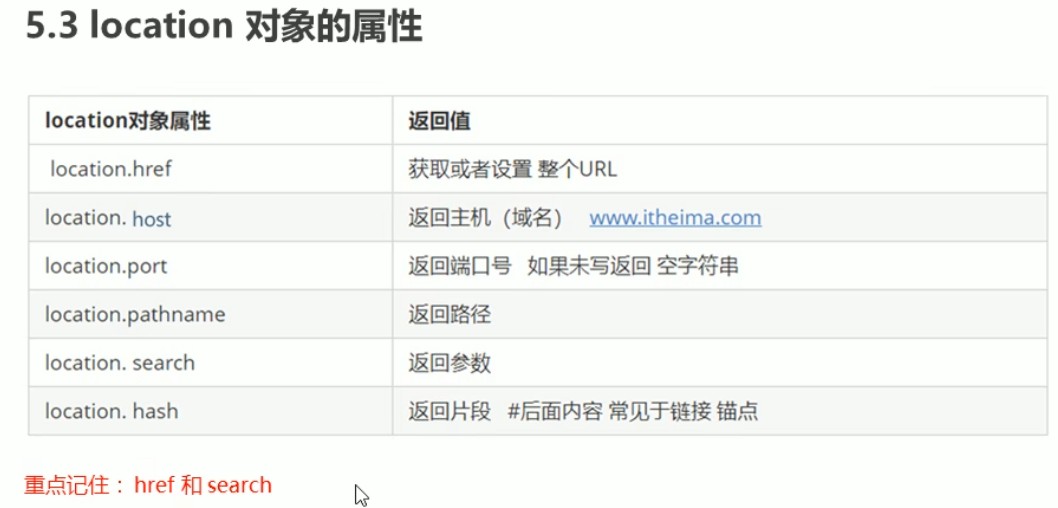 5.3 location 对象的属性
location对象属性 返回值
location.href 获取或者设置 整个URL
location. host 返回主机（域名） www.itheima.com
location.port 返回端口号 如果未写返回 空字符串
location.pathname 返回路径
location. search 返回参数
location. hash 返回片段 #后面内容 常见于链接 锚点
重点记住：href 和 search